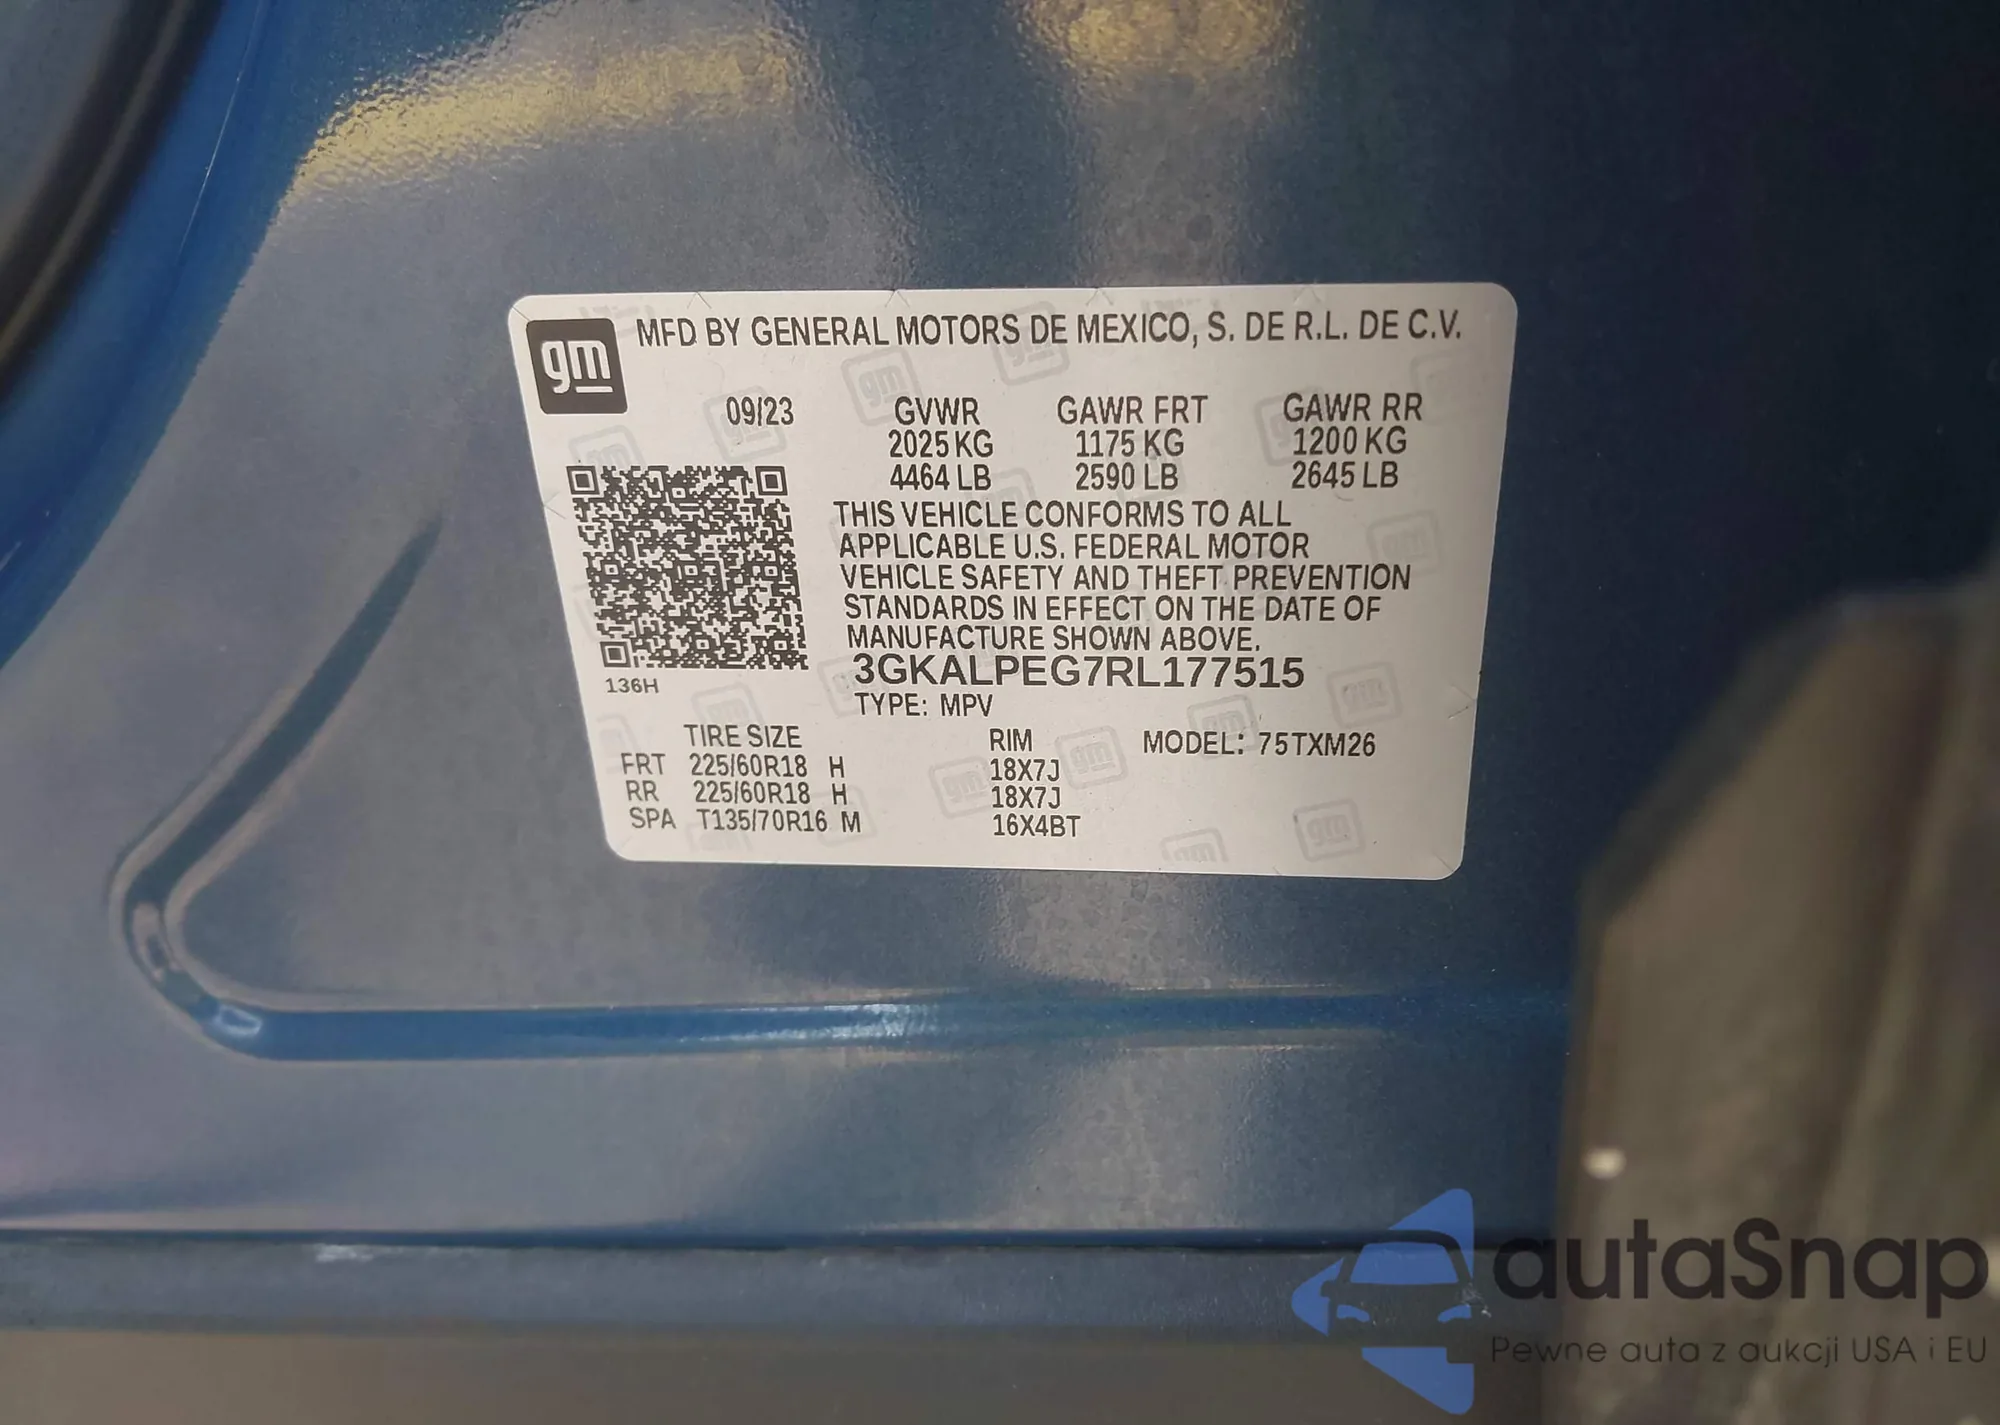 gm
MFD BY GENERAL MOTORS DE MEXICO, S. DE R.L. DE C.V.
09/23 GVWR GAWR FRT GAWR RR
2025 KG 1175 KG 1200 KG
4464 LB 2590 LB 2645 LB
THIS VEHICLE CONFORMS TO ALL
APPLICABLE U.S. FEDERAL MOTOR
VEHICLE SAFETY AND THEFT PREVENTION
STANDARDS IN EFFECT ON THE DATE OF
MANUFACTURE SHOWN ABOVE.
3GKALPEG7RL177515
136H
TYPE: MPV
TIRE SIZE RIM MODEL: 75TXM26
FRT 225/60R18 H 18X7J
RR 225/60R18 H 18X7J
SPA T135/70R16 M 16X4BT
autaSnap
Pewne auta z aukcji USA i EU